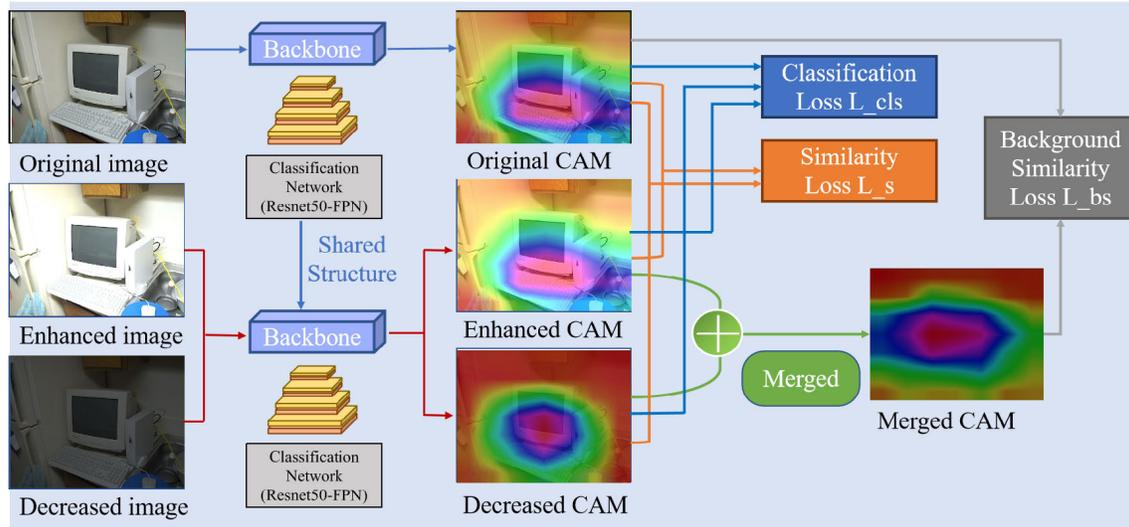 Backbone
Original image
Classification
Network
(Resnet50-FPN)
Original CAM
Classification
Loss L_cls
Similarity
Loss L_s
Background
Similarity
Loss L_bs
Shared
Structure
Enhanced image
Backbone
Enhanced CAM
Merged
Merged CAM
Classification
Network
(Resnet50-FPN)
Decreased image
Decreased CAM